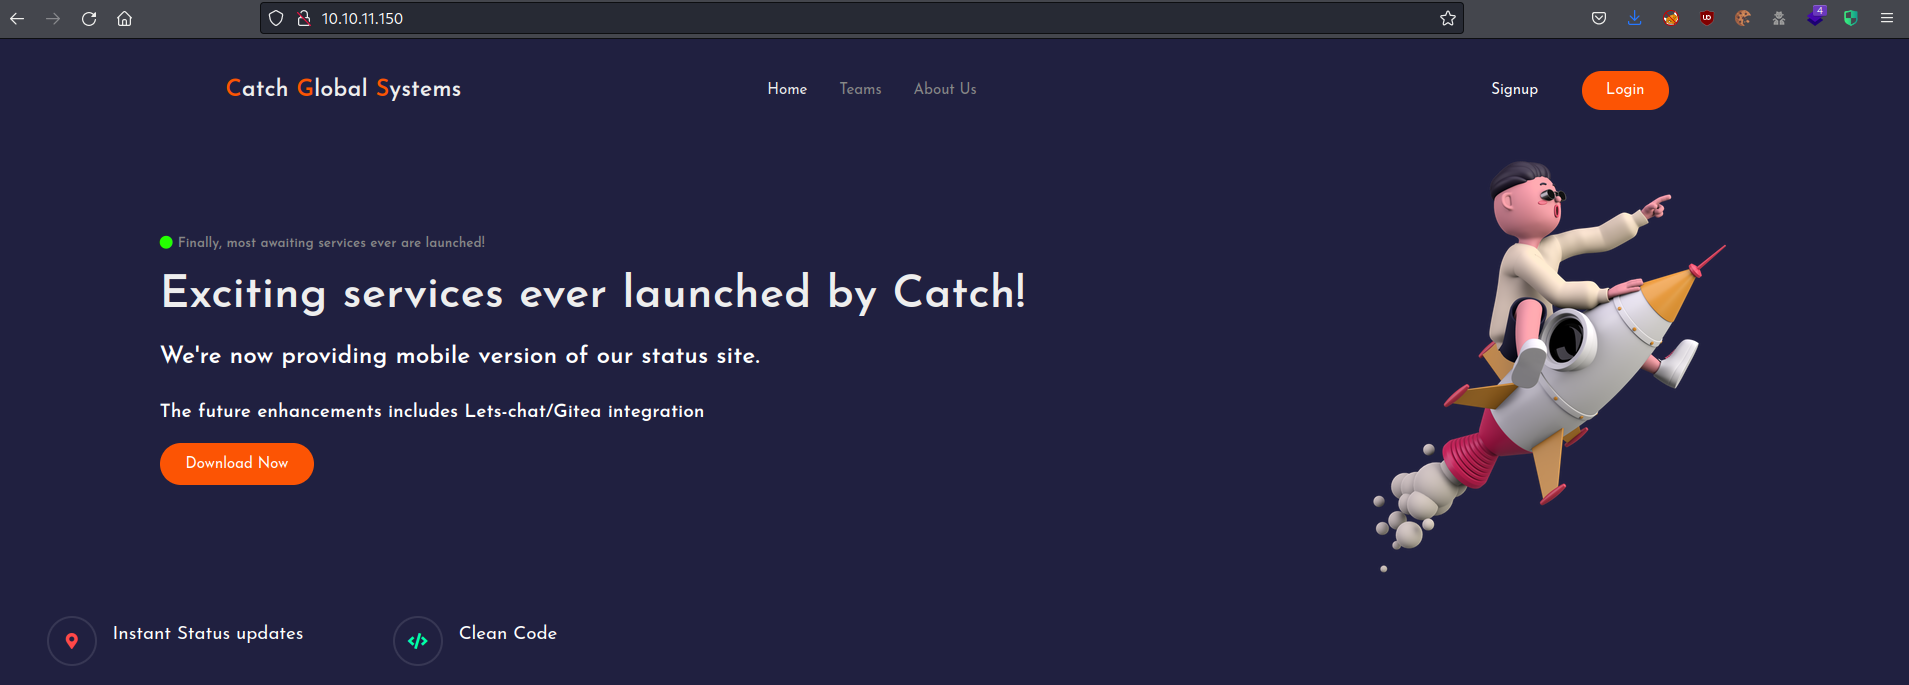 10.10.11.150
4
Catch Global Systems
Home Teams About Us
Signup Login
Finally, most awaiting services ever are launched!
Exciting services ever launched by Catch!
We're now providing mobile version of our status site.
The future enhancements includes Lets-chat/Gitea integration
Download Now
Instant Status updates
Clean Code